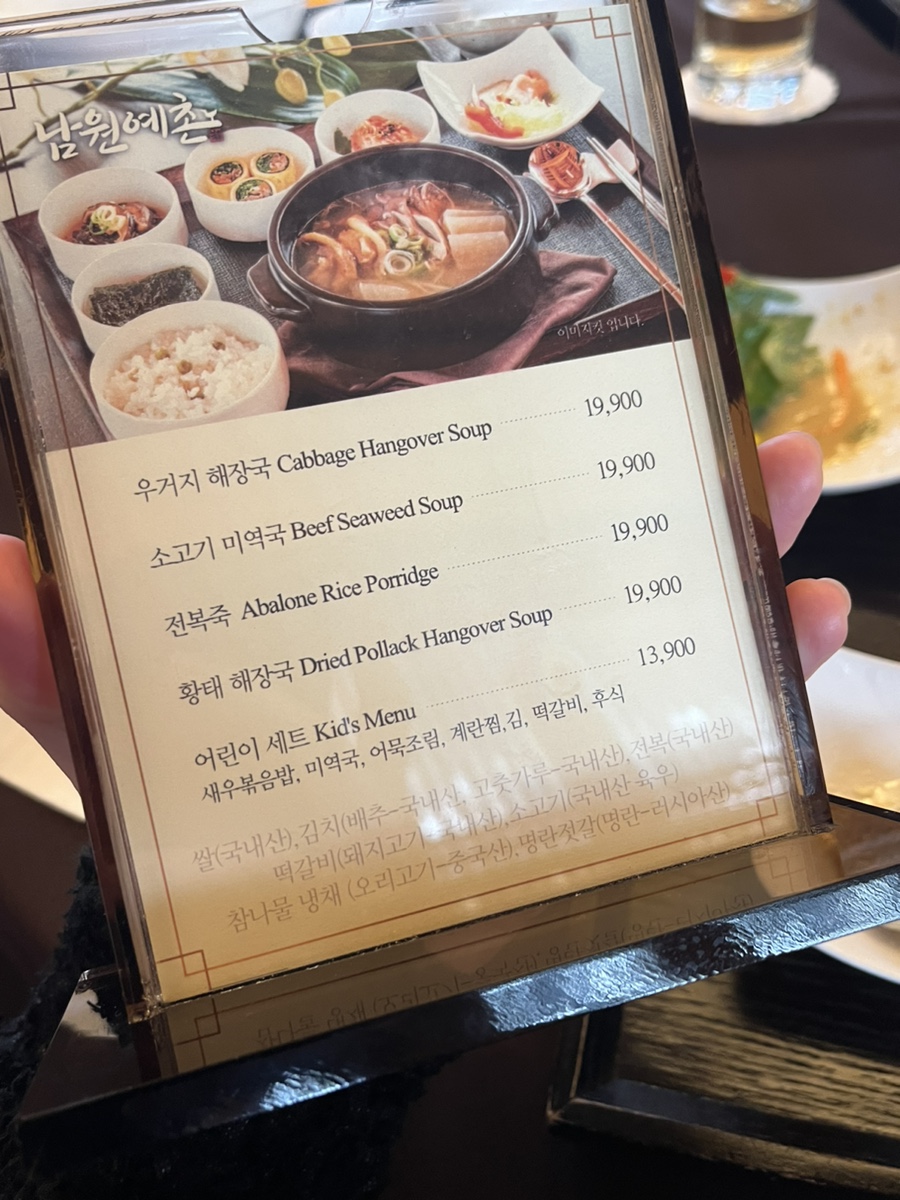 남원예촌
이미지컷 입니다.
우거지 해장국 Cabbage Hangover Soup 19,900
소고기 미역국 Beef Seaweed Soup 19,900
전복죽 Abalone Rice Porridge 19,900
황태 해장국 Dried Pollack Hangover Soup 19,900
어린이 세트 Kid's Menu 13,900
새우볶음밥, 미역국, 어묵조림, 계란찜, 김, 떡갈비, 후식
쌀(국내산), 김치(배추-국내산, 고춧가루-국내산), 전복(국내산)
떡갈비(돼지고기-국내산), 소고기(국내산 육우)
참나물 냉채 (오리고기-중국산), 명란젓갈(명란-러시아산)